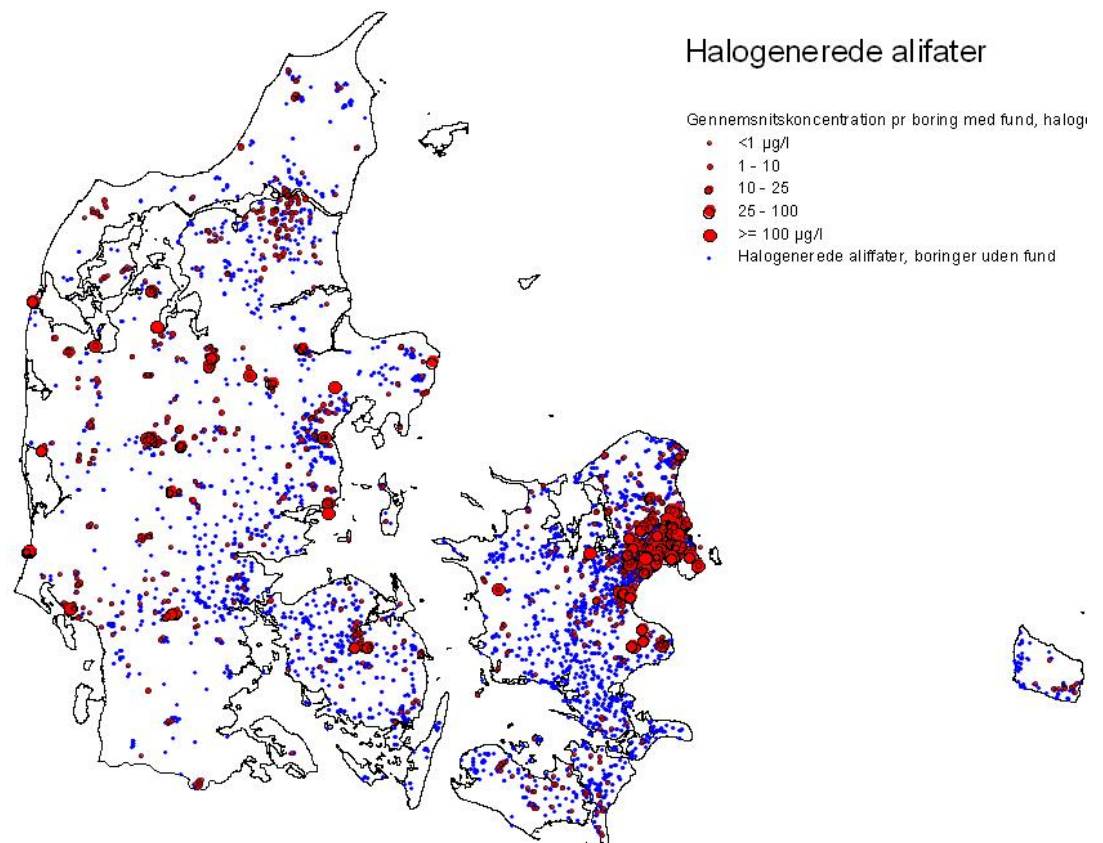 Halogenerede alifater
Gennemsnitskoncentration pr boring med fund, halog
<1 µg/l
1 - 10
10 - 25
25 - 100
>= 100 µg/l
Halogenerede aliffater, boringer uden fund